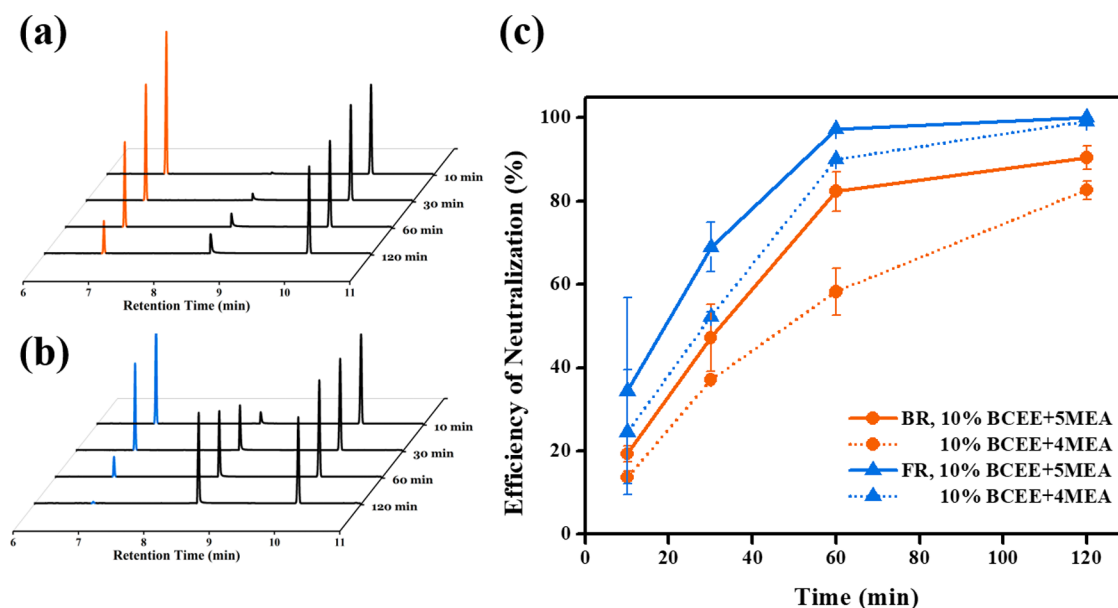 (a)
10 min
30 min
60 min
120 min
6 7 8 9 10 11
Retention Time (min)
(b)
10 min
30 min
60 min
120 min
6 7 8 9 10 11
Retention Time (min)
(c)
Efficiency of Neutralization (%)
100
80
60
40
20
0
BR, 10% BCEE+5MEA
10% BCEE+4MEA
FR, 10% BCEE+5MEA
10% BCEE+4MEA
0 20 40 60 80 100 120
Time (min)